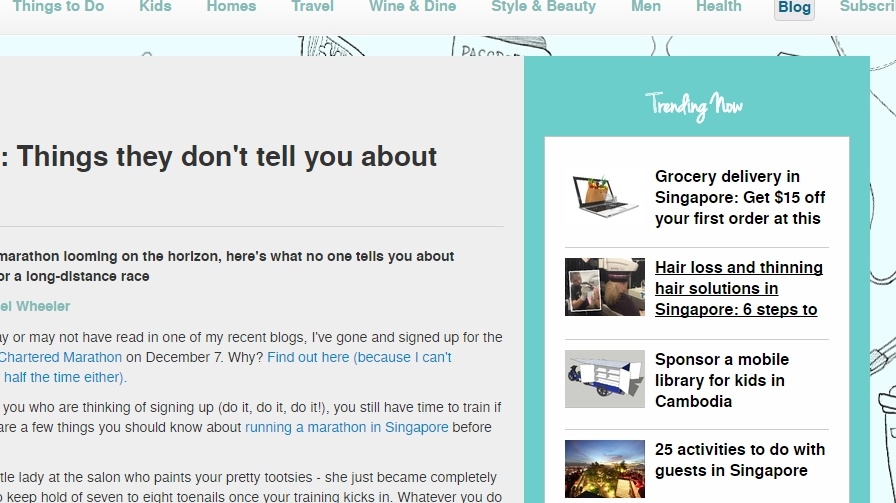 Things to Do Kids Homes Travel Wine & Dine Style & Beauty Men Health Blog Subscri
Trending Now
: Things they don't tell you about
marathon looming on the horizon, here's what no one tells you about
or a long-distance race
el Wheeler
ay or may not have read in one of my recent blogs, I've gone and signed up for the
Chartered Marathon on December 7. Why? Find out here (because I can't
half the time either).
you who are thinking of signing up (do it, do it, do it!), you still have time to train if
are a few things you should know about running a marathon in Singapore before
tle lady at the salon who paints your pretty tootsies - she just became completely
o keep hold of seven to eight toenails once your training kicks in. Whatever you do
Grocery delivery in
Singapore: Get $15 off
your first order at this
Hair loss and thinning
hair solutions in
Singapore: 6 steps to
Sponsor a mobile
library for kids in
Cambodia
25 activities to do with
guests in Singapore